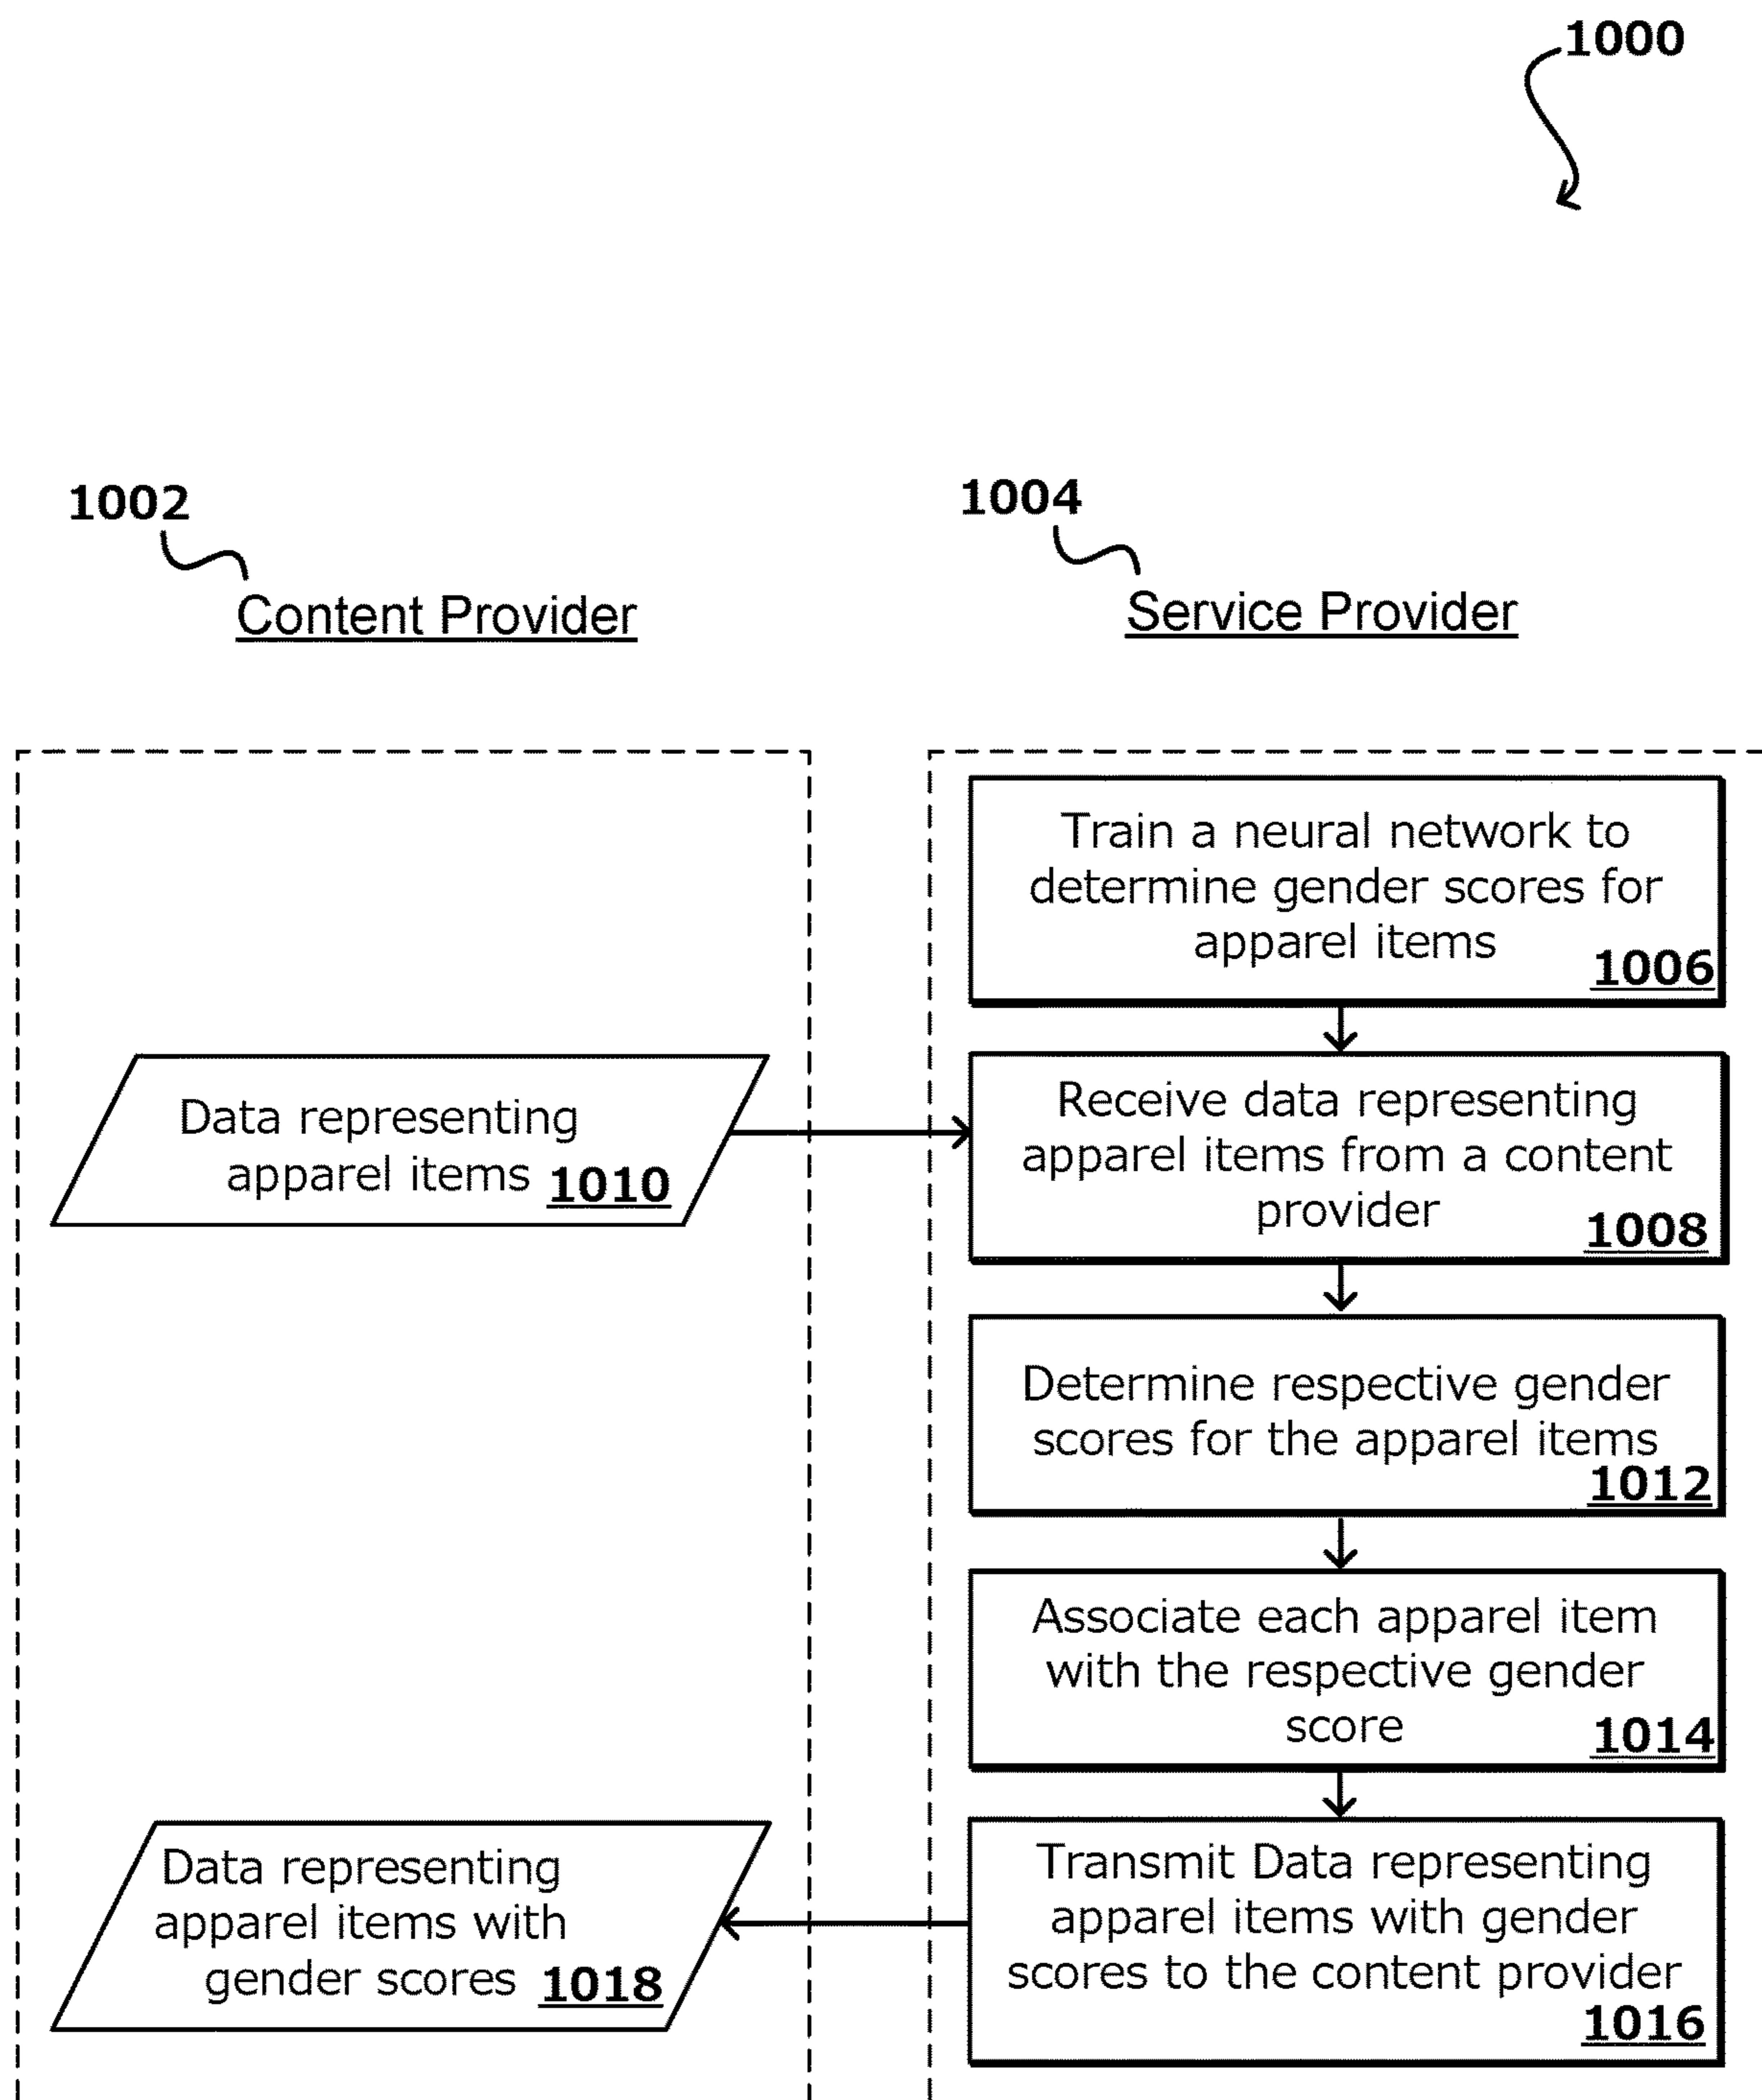 1000
1002
1004
Content Provider
Service Provider
Train a neural network to
determine gender scores for
apparel items
1006
Data representing
apparel items 1010
Receive data representing
apparel items from a content
provider
1008
Determine respective gender
scores for the apparel items
1012
Associate each apparel item
with the respective gender
score
1014
Data representing
apparel items with
gender scores 1018
Transmit Data representing
apparel items with gender
scores to the content provider
1016